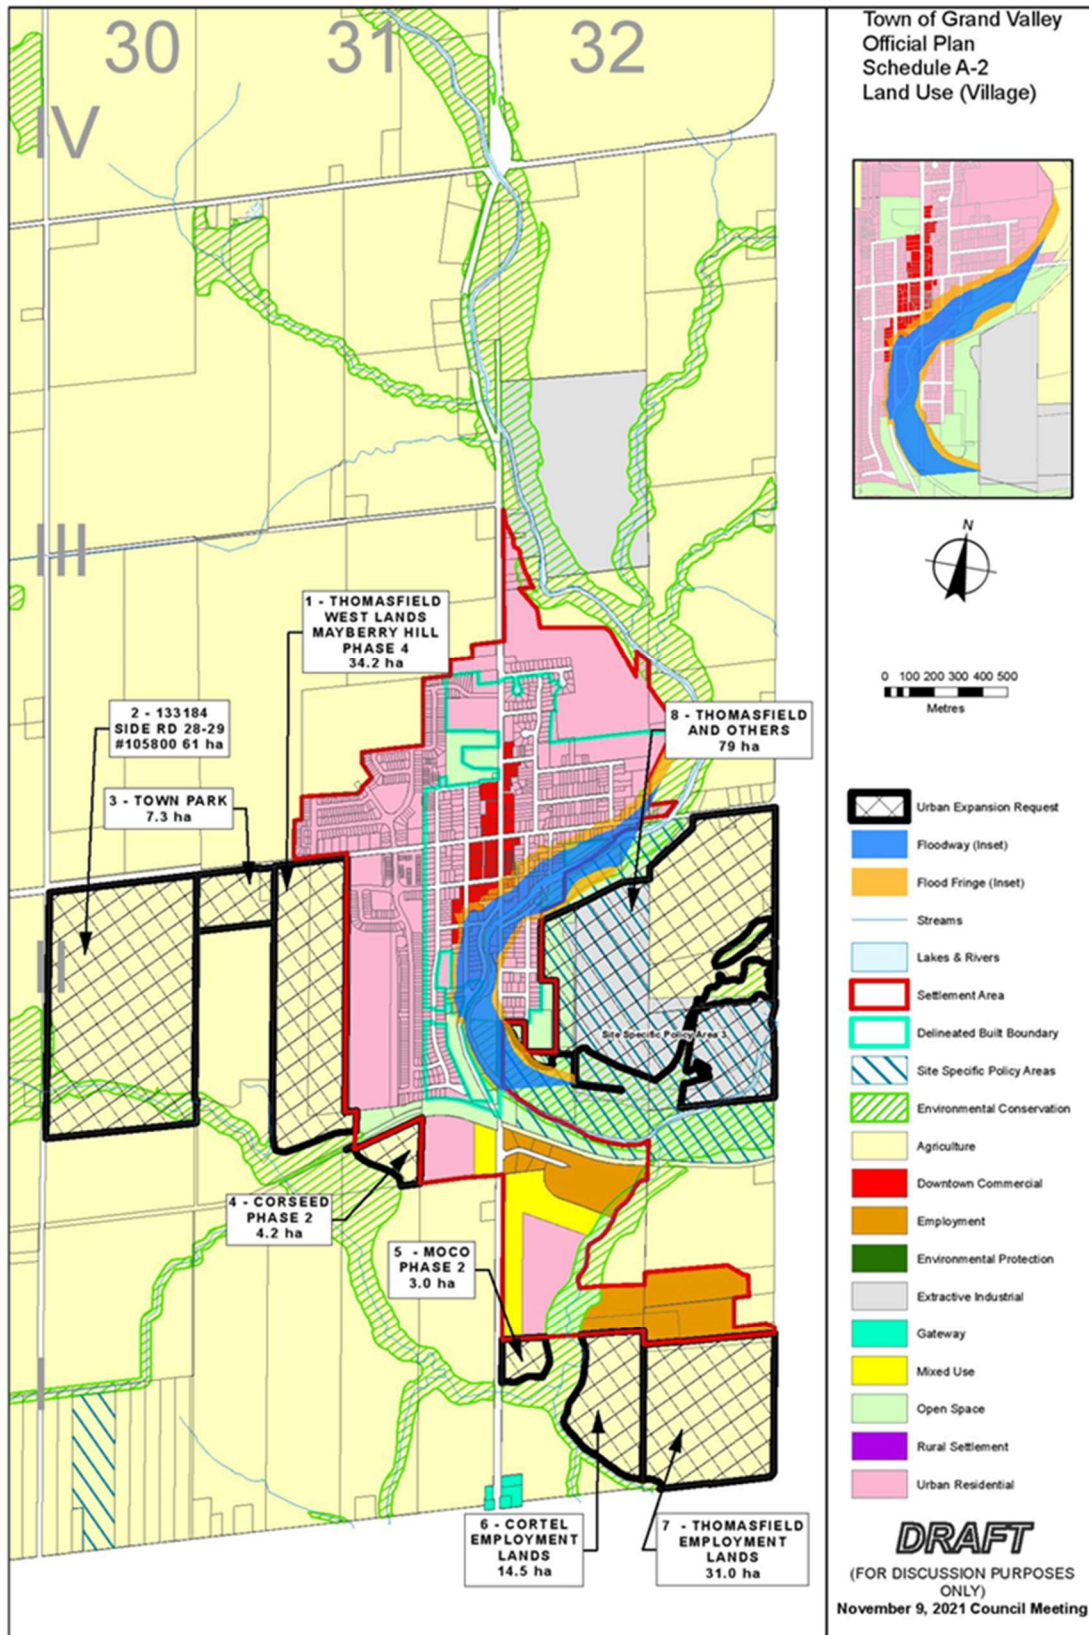 30
31
32
IV
III
II
I
1 - THOMASFIELD
WEST LANDS
MAYBERRY HILL
PHASE 4
34.2 ha
2 - 133184
SIDE RD 28-29
#105800 61 ha
3 - TOWN PARK
7.3 ha
8 - THOMASFIELD
AND OTHERS
79 ha
Site Specific Policy Area 3
4 - CORSEED
PHASE 2
4.2 ha
5 - MOCO
PHASE 2
3.0 ha
6 - CORTEL
EMPLOYMENT
LANDS
14.5 ha
7 - THOMASFIELD
EMPLOYMENT
LANDS
31.0 ha
Town of Grand Valley
Official Plan
Schedule A-2
Land Use (Village)
N
0 100 200 300 400 500
Metres
Urban Expansion Request
Floodway (Inset)
Flood Fringe (Inset)
Streams
Lakes & Rivers
Settlement Area
Delineated Built Boundary
Site Specific Policy Areas
Environmental Conservation
Agriculture
Downtown Commercial
Employment
Environmental Protection
Extractive Industrial
Gateway
Mixed Use
Open Space
Rural Settlement
Urban Residential
DRAFT
(FOR DISCUSSION PURPOSES
ONLY)
November 9, 2021 Council Meeting